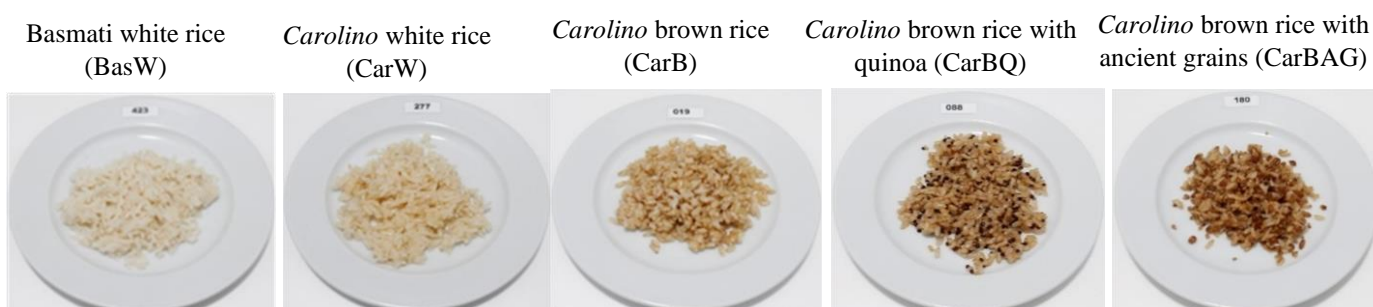 Basmati white rice
(BasW)
Carolino white rice
(CarW)
Carolino brown rice
(CarB)
Carolino brown rice with
quinoa (CarBQ)
Carolino brown rice with
ancient grains (CarBAG)
423
277
019
088
180